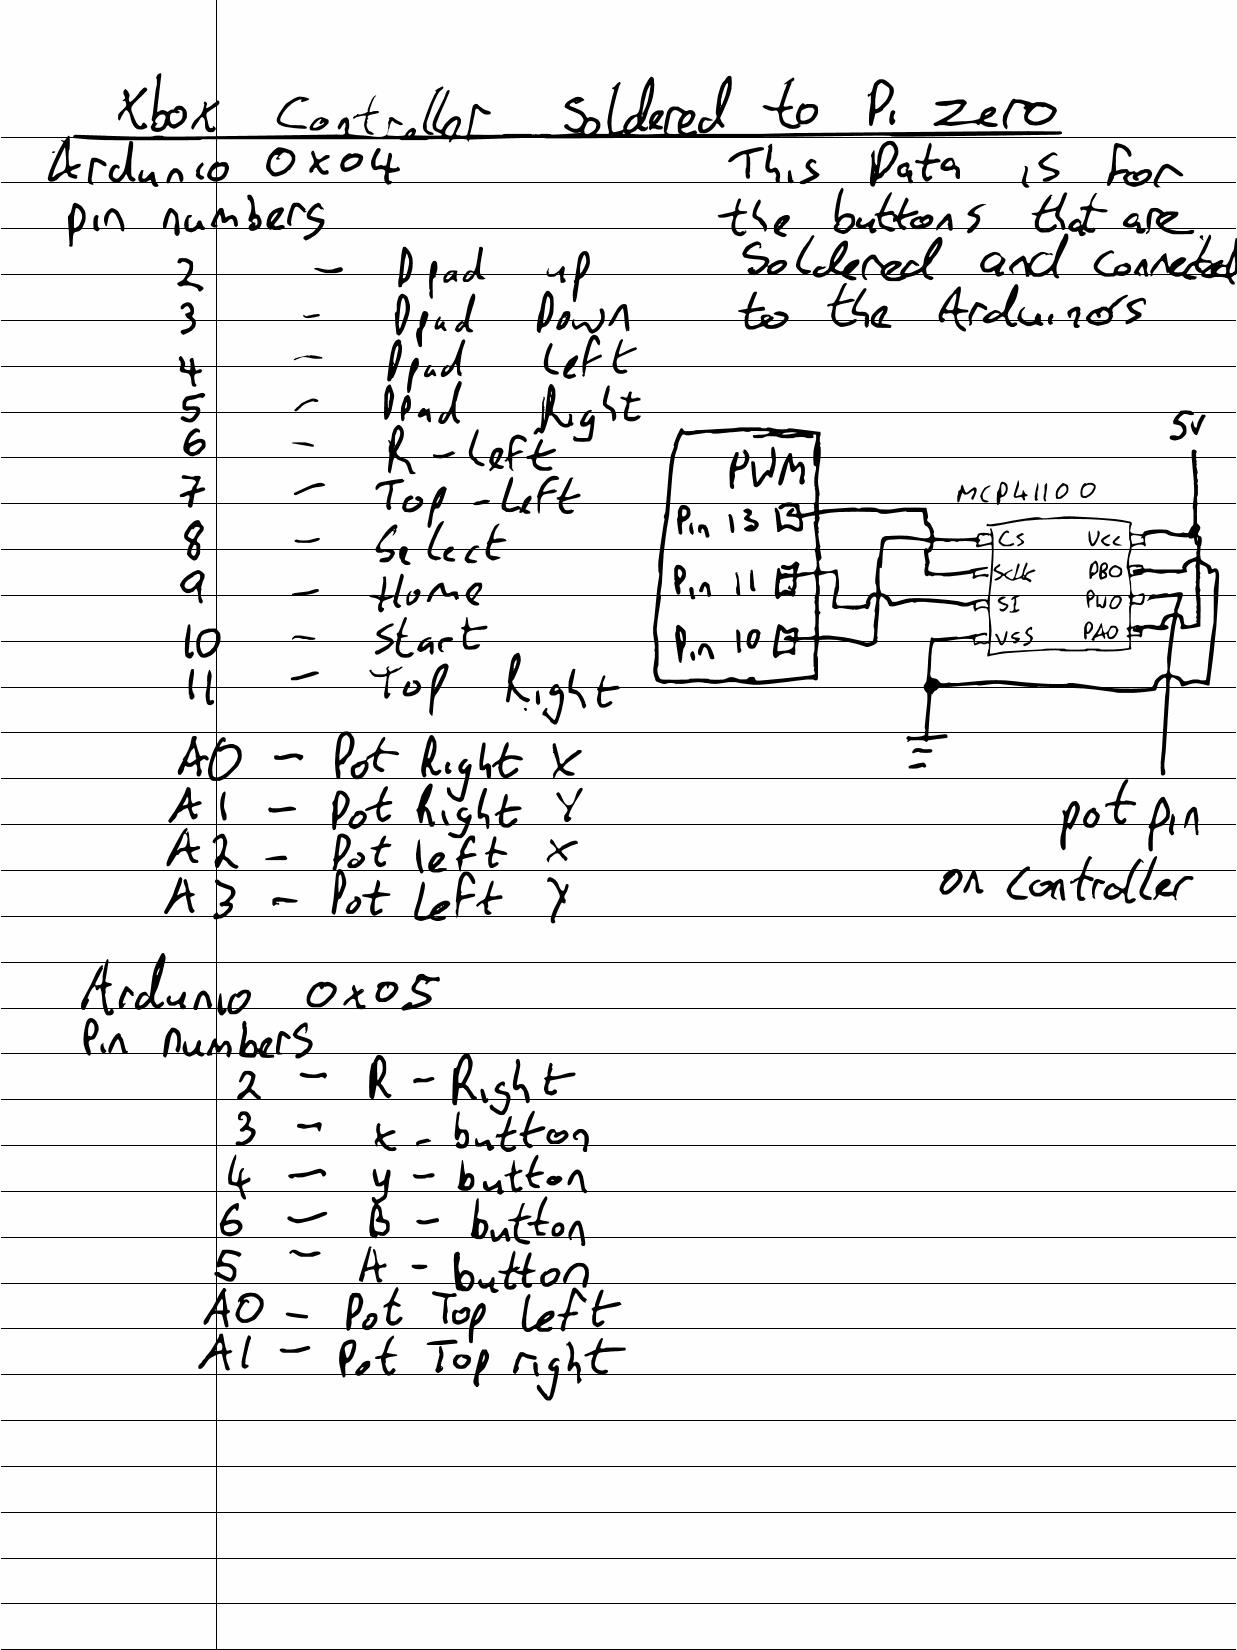 Xbox Controller Soldered to Pi zero
Ardunio 0x04
pin numbers
2 - Dpad up
3 - Dpad Down
4 - Dpad left
5 - Dpad Right
6 - R - Left
7 - Top - Left
8 - Select
9 - Home
10 - Start
11 - Top Right
A0 - Pot Right X
A1 - Pot Right Y
A2 - Pot left X
A3 - Pot Left Y
This Data is For
the buttons that are
Soldered and connected
to the Arduinos
PWM
Pin 13
Pin 11
Pin 10
MCP41100
5V
CS
Sclk
SI
VSS
Vcc
PB0
PW0
PA0
pot pin
on controller
Ardunio 0x05
Pin numbers
2 - R - Right
3 - x - button
4 - y - button
6 - B - button
5 - A - button
A0 - Pot Top left
A1 - Pot Top right